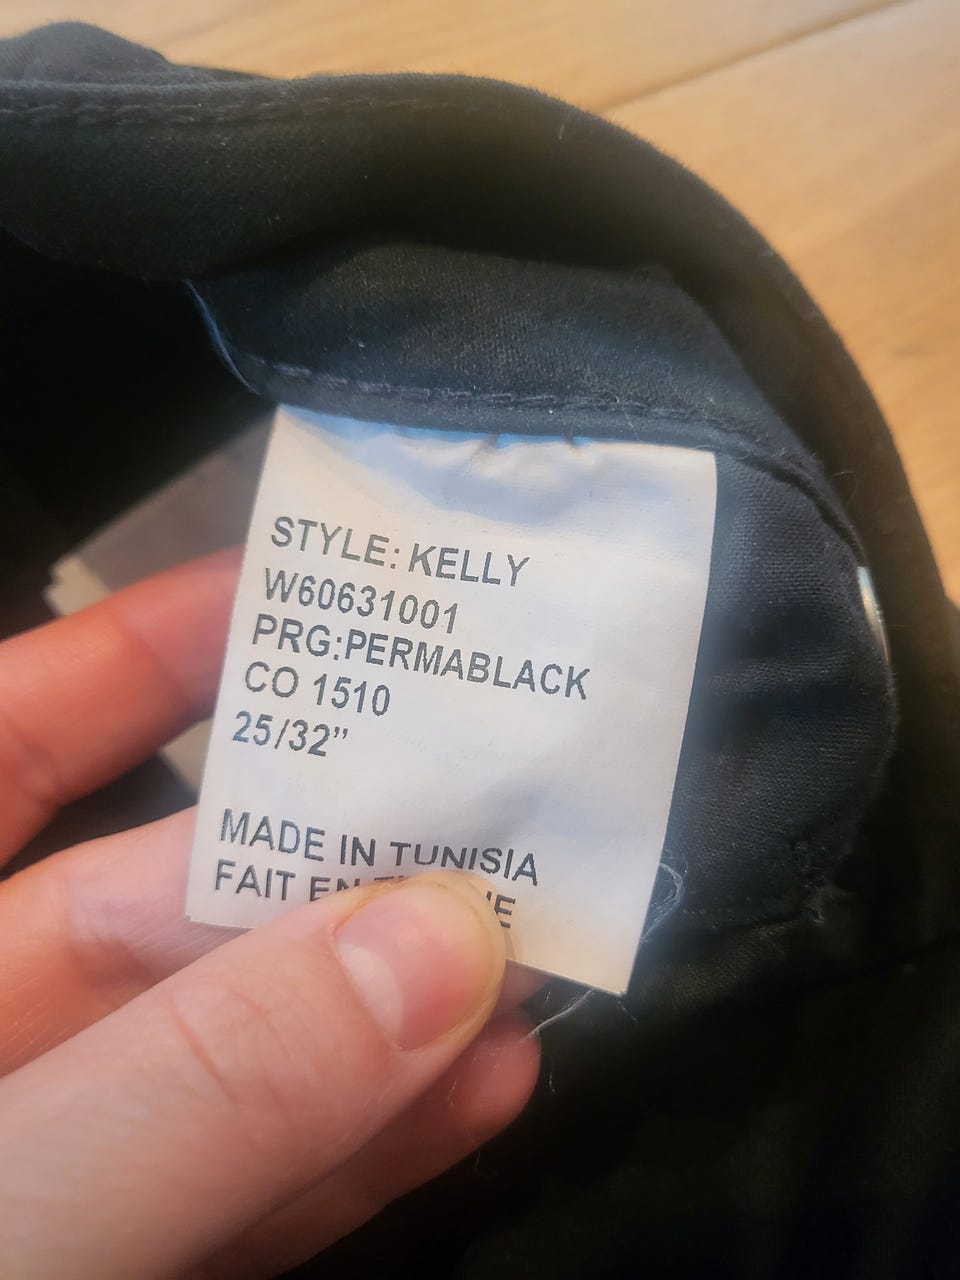 STYLE: KELLY
W60631001
PRG:PERMABLACK
CO 1510
25/32”
MADE IN TUNISIA
FAIT EN